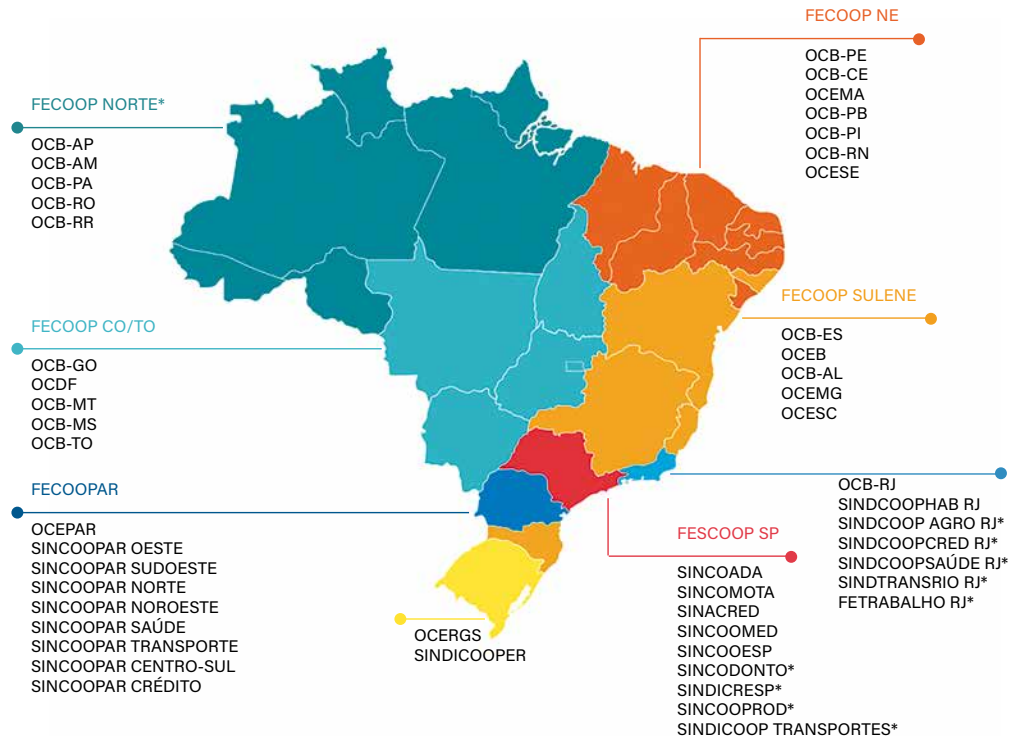 FECOOP NE
OCB-PE
OCB-CE
OCEMA
OCB-PB
OCB-PI
OCB-RN
OCESE
FECOOP NORTE*
OCB-AP
OCB-AM
OCB-PA
OCB-RO
OCB-RR
FECOOP SULENE
OCB-ES
OCEB
OCB-AL
OCEMG
OCESC
FECOOP CO/TO
OCB-GO
OCDF
OCB-MT
OCB-MS
OCB-TO
FECOOPAR
OCEPAR
SINCOOPAR OESTE
SINCOOPAR SUDOESTE
SINCOOPAR NORTE
SINCOOPAR NOROESTE
SINCOOPAR SAÚDE
SINCOOPAR TRANSPORTE
SINCOOPAR CENTRO-SUL
SINCOOPAR CRÉDITO
OCERGS
SINDICOOPER
FESCOOP SP
SINCOADA
SINCOMOTA
SINACRED
SINCOOMED
SINCOOESP
SINCODONTO*
SINDICRESP*
SINCOOPROD*
SINDICOOP TRANSPORTES*
OCB-RJ
SINDCOOPHAB RJ
SINDCOOP AGRO RJ*
SINDCOOPCRED RJ*
SINDCOOPSAÚDE RJ*
SINDTRANSRIO RJ*
FETRABALHO RJ*